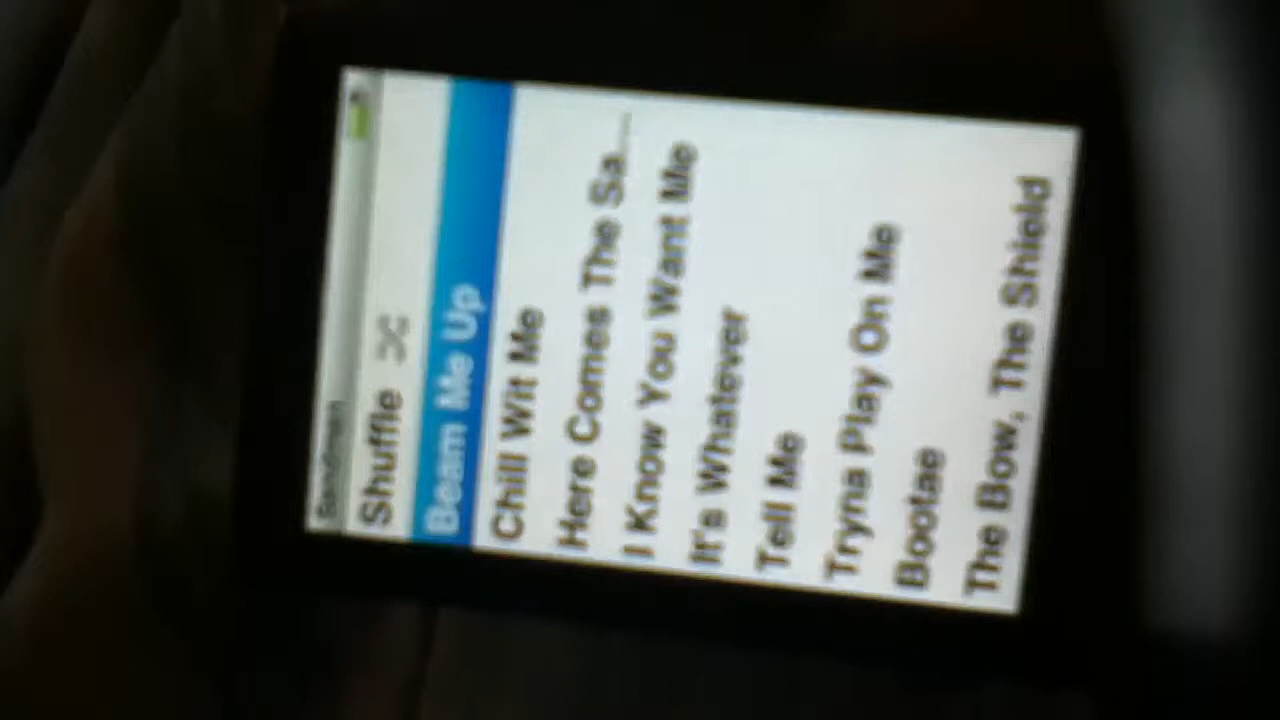 Sandman
Shuffle
Beam Me Up
Chill Wit Me
Here Comes The Sa...
I Know You Want Me
It's Whatever
Tell Me
Tryna Play On Me
Bootae
The Bow, The Shield